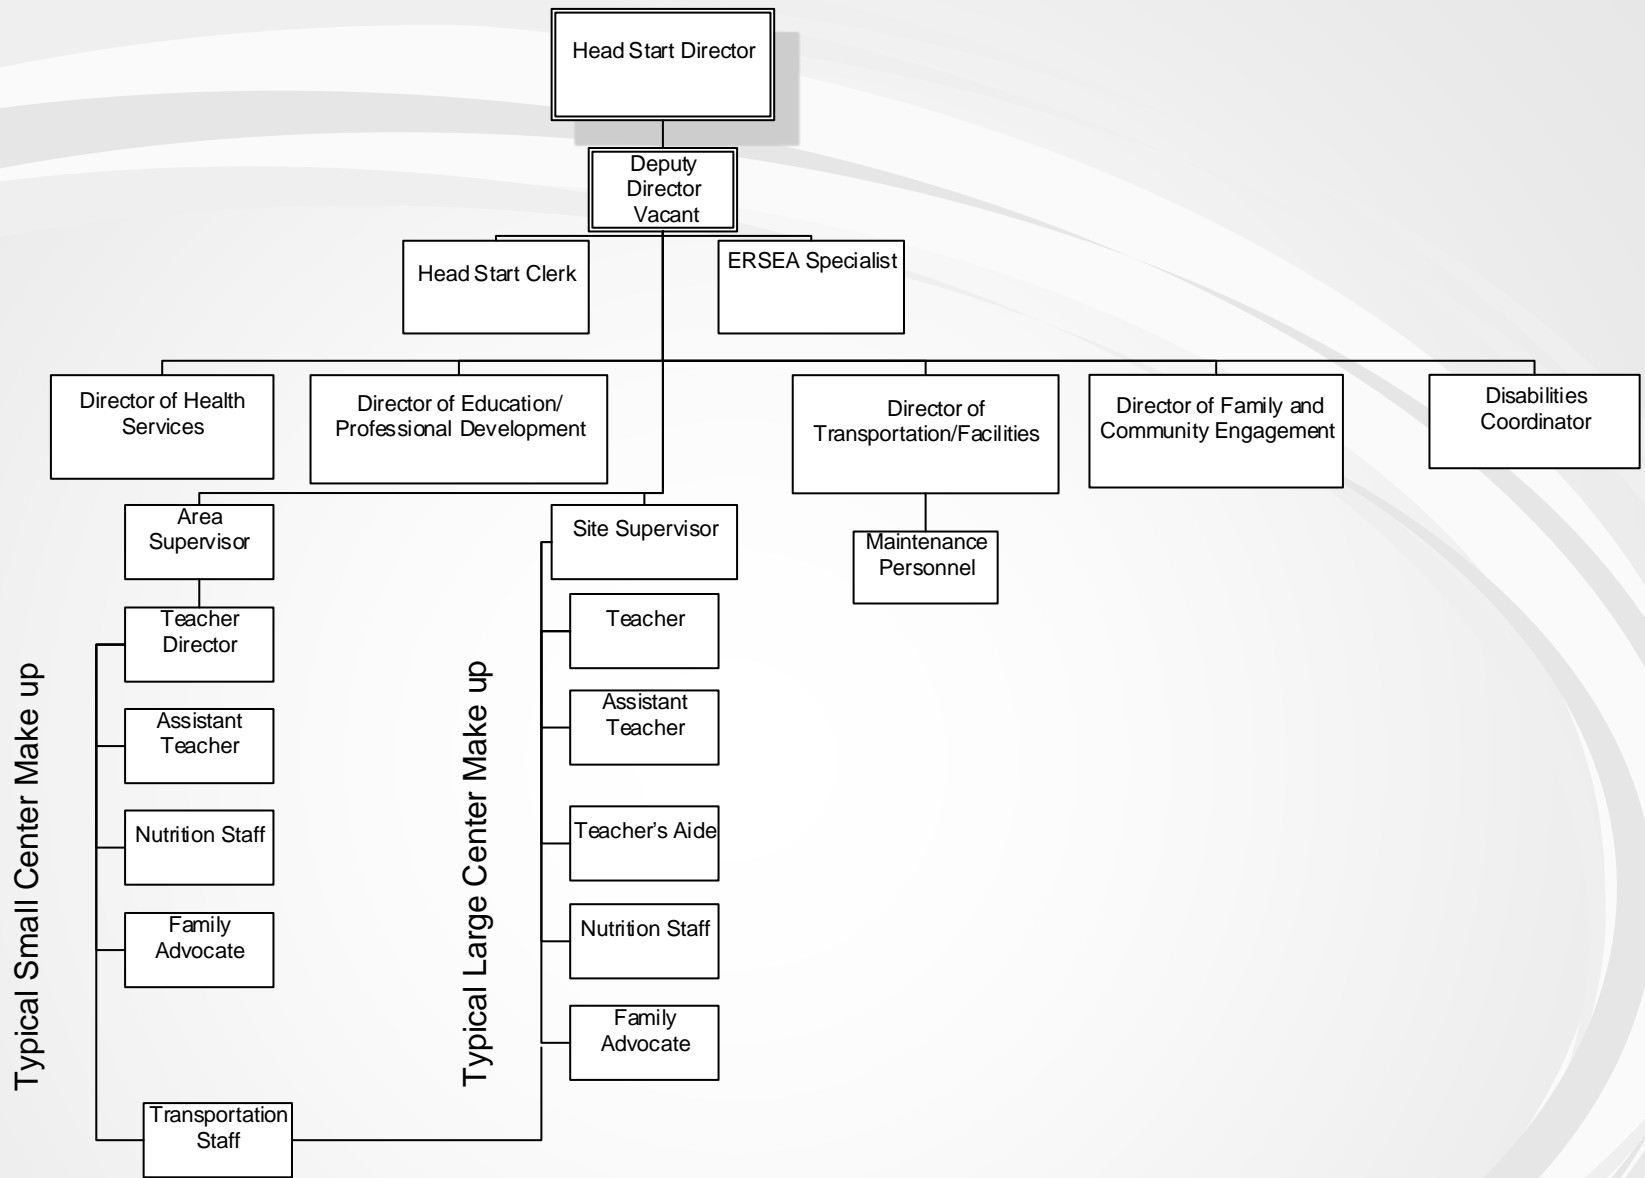 Head Start Director
Deputy
Director
Vacant
Head Start Clerk
ERSEA Specialist
Director of Health
Services
Director of Education/
Professional Development
Director of
Transportation/Facilities
Director of Family and
Community Engagement
Disabilities
Coordinator
Area
Supervisor
Site Supervisor
Maintenance
Personnel
Typical Small Center Make up
Teacher
Director
Assistant
Teacher
Nutrition Staff
Family
Advocate
Typical Large Center Make up
Teacher
Assistant
Teacher
Teacher’s Aide
Nutrition Staff
Family
Advocate
Transportation
Staff